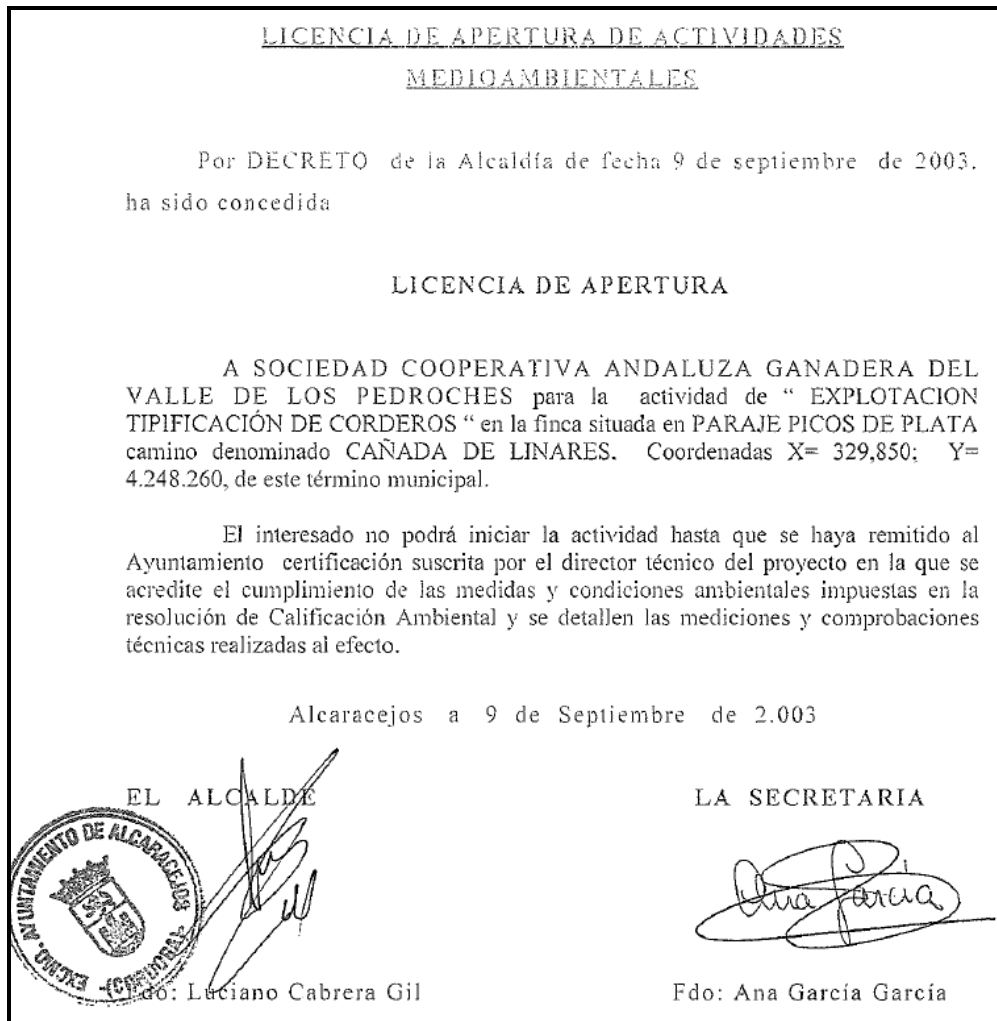 LICENCIA DE APERTURA DE ACTIVIDADES
MEDIOAMBIENTALES
Por DECRETO de la Alcaldía de fecha 9 de septiembre de 2003.
ha sido concedida
LICENCIA DE APERTURA
A SOCIEDAD COOPERATIVA ANDALUZA GANADERA DEL
VALLE DE LOS PEDROCHES para la actividad de “ EXPLOTACION
TIPIFICACIÓN DE CORDEROS “ en la finca situada en PARAJE PICOS DE PLATA
camino denominado CAÑADA DE LINARES. Coordenadas X= 329,850; Y=
4.248.260, de este término municipal.
El interesado no podrá iniciar la actividad hasta que se haya remitido al
Ayuntamiento certificación suscrita por el director técnico del proyecto en la que se
acredite el cumplimiento de las medidas y condiciones ambientales impuestas en la
resolución de Calificación Ambiental y se detallen las mediciones y comprobaciones
técnicas realizadas al efecto.
Alcaracejos a 9 de Septiembre de 2.003
EL ALCALDE
LA SECRETARIA
EXCMO. AYUNTAMIENTO DE ALCARACEJOS -(CORDOBA)-
Ana García
Fdo: Luciano Cabrera Gil
Fdo: Ana García García